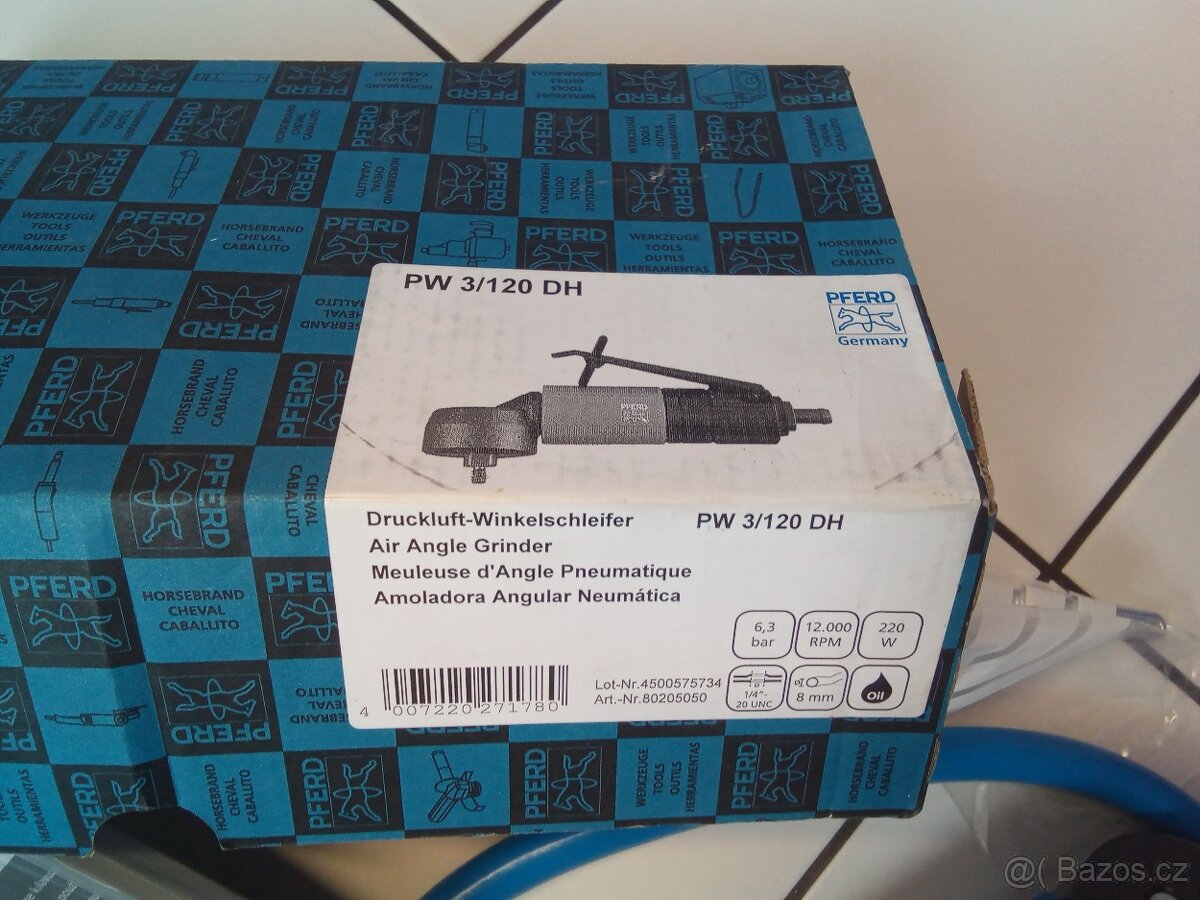 PW 3/120 DH
PFERD
Germany
PFERD
Druckluft-Winkelschleifer PW 3/120 DH
Air Angle Grinder
Meuleuse d'Angle Pneumatique
Amoladora Angular Neumática
6,3 bar
12.000 RPM
220 W
Lot-Nr.4500575734
Art.-Nr.80205050
1/4"-
20 UNC
8 mm
Oil
4 007220 271780
PFERD
WERKZEUGE
TOOLS
OUTILS
HERRAMIENTAS
HORSEBRAND
CHEVAL
CABALLITO
@( Bazos.cz